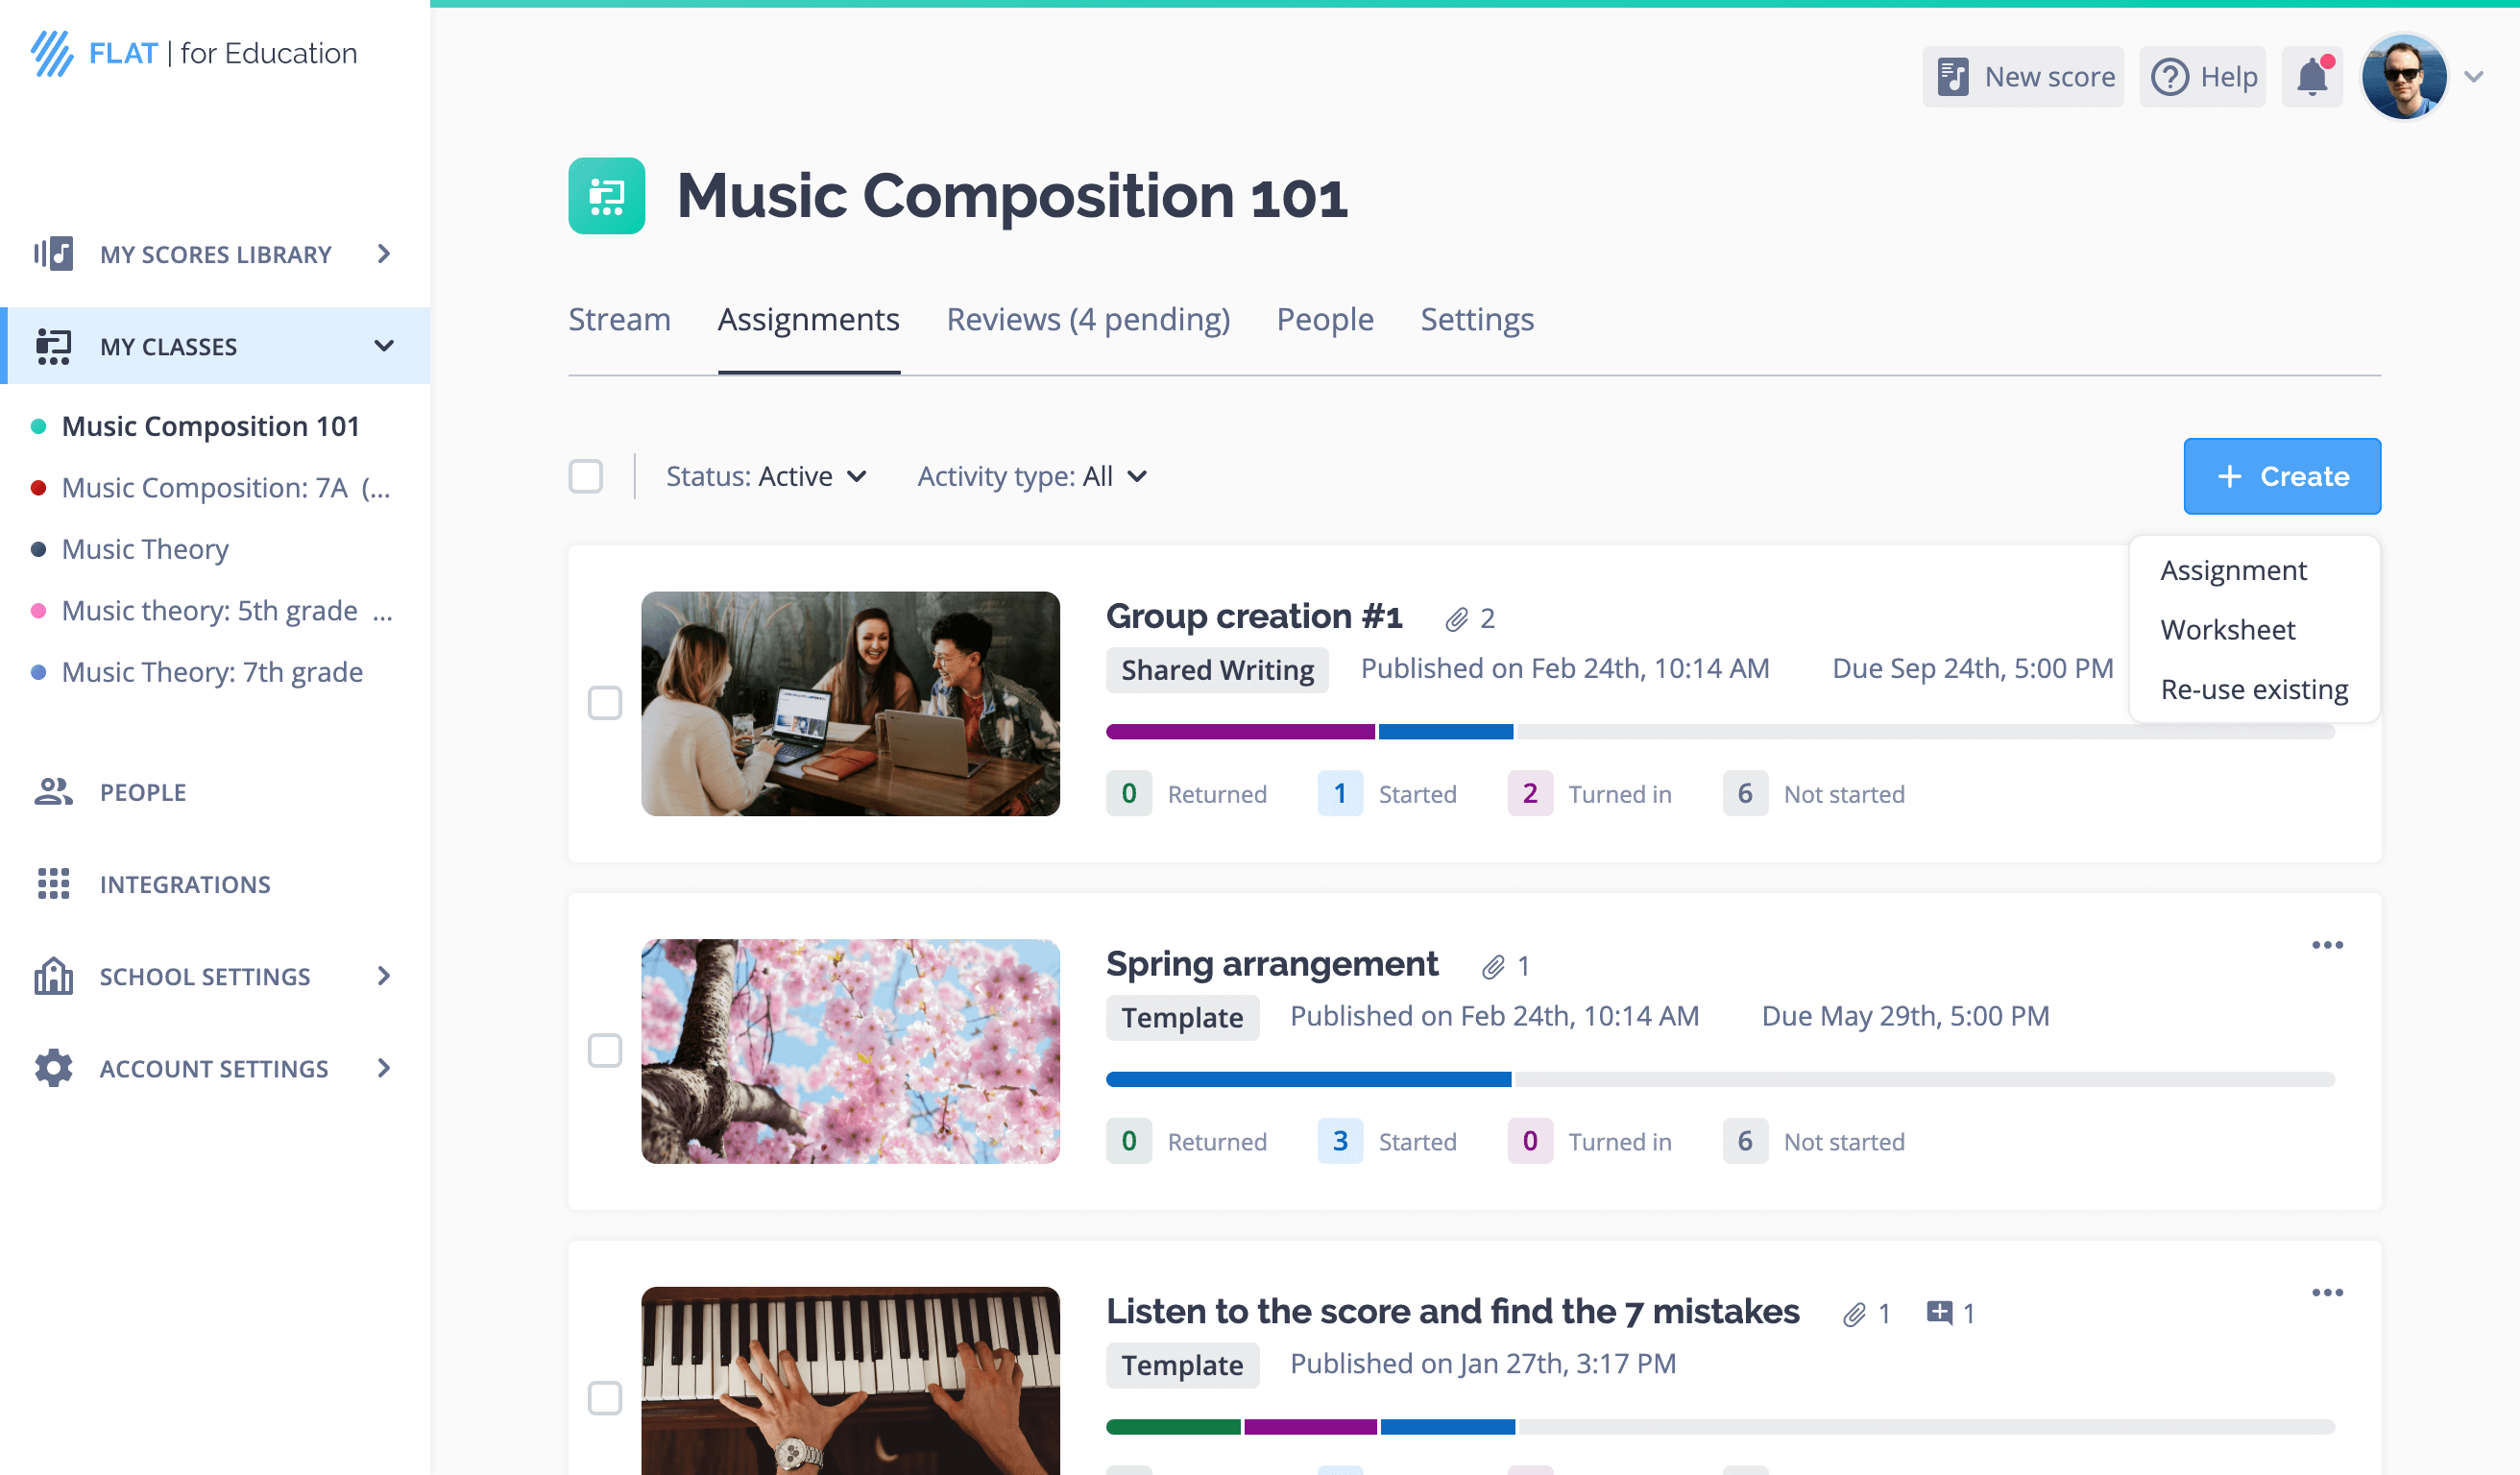 FLAT | for Education
New score
Help
Music Composition 101
MY SCORES LIBRARY
Stream Assignments Reviews (4 pending) People Settings
MY CLASSES
Music Composition 101
Music Composition: 7A (...
Music Theory
Music theory: 5th grade ...
Music Theory: 7th grade
PEOPLE
INTEGRATIONS
SCHOOL SETTINGS
ACCOUNT SETTINGS
Status: Active Activity type: All
+ Create
Assignment
Worksheet
Re-use existing
Group creation #1 2
Shared Writing Published on Feb 24th, 10:14 AM Due Sep 24th, 5:00 PM
0 Returned 1 Started 2 Turned in 6 Not started
Spring arrangement 1
Template Published on Feb 24th, 10:14 AM Due May 29th, 5:00 PM
0 Returned 3 Started 0 Turned in 6 Not started
Listen to the score and find the 7 mistakes 1 1
Template Published on Jan 27th, 3:17 PM